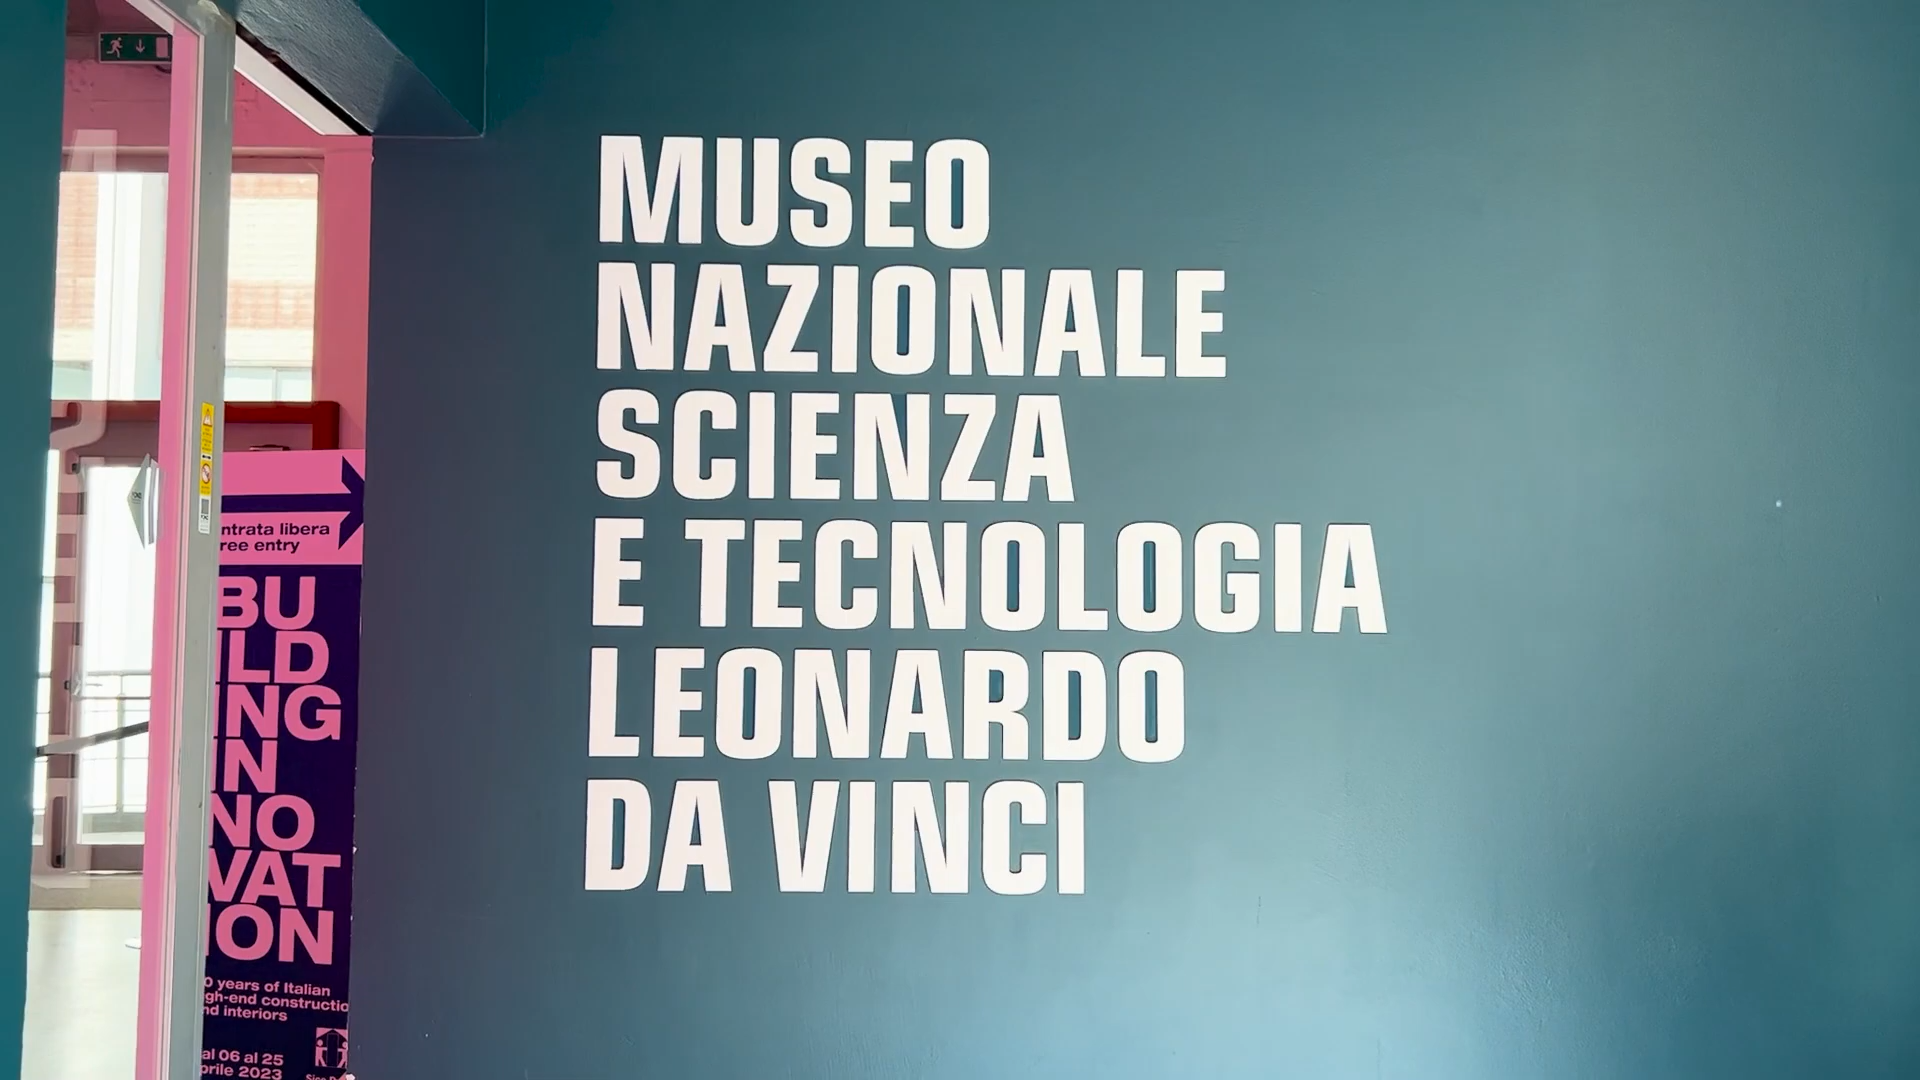 MUSEO
NAZIONALE
SCIENZA
E TECNOLOGIA
LEONARDO
DA VINCI
ntrata libera
ree entry
BU
ILD
ING
IN
NO
VAT
ION
0 years of Italian
gh-end constructio
nd interiors
al 06 al 25
prile 2023